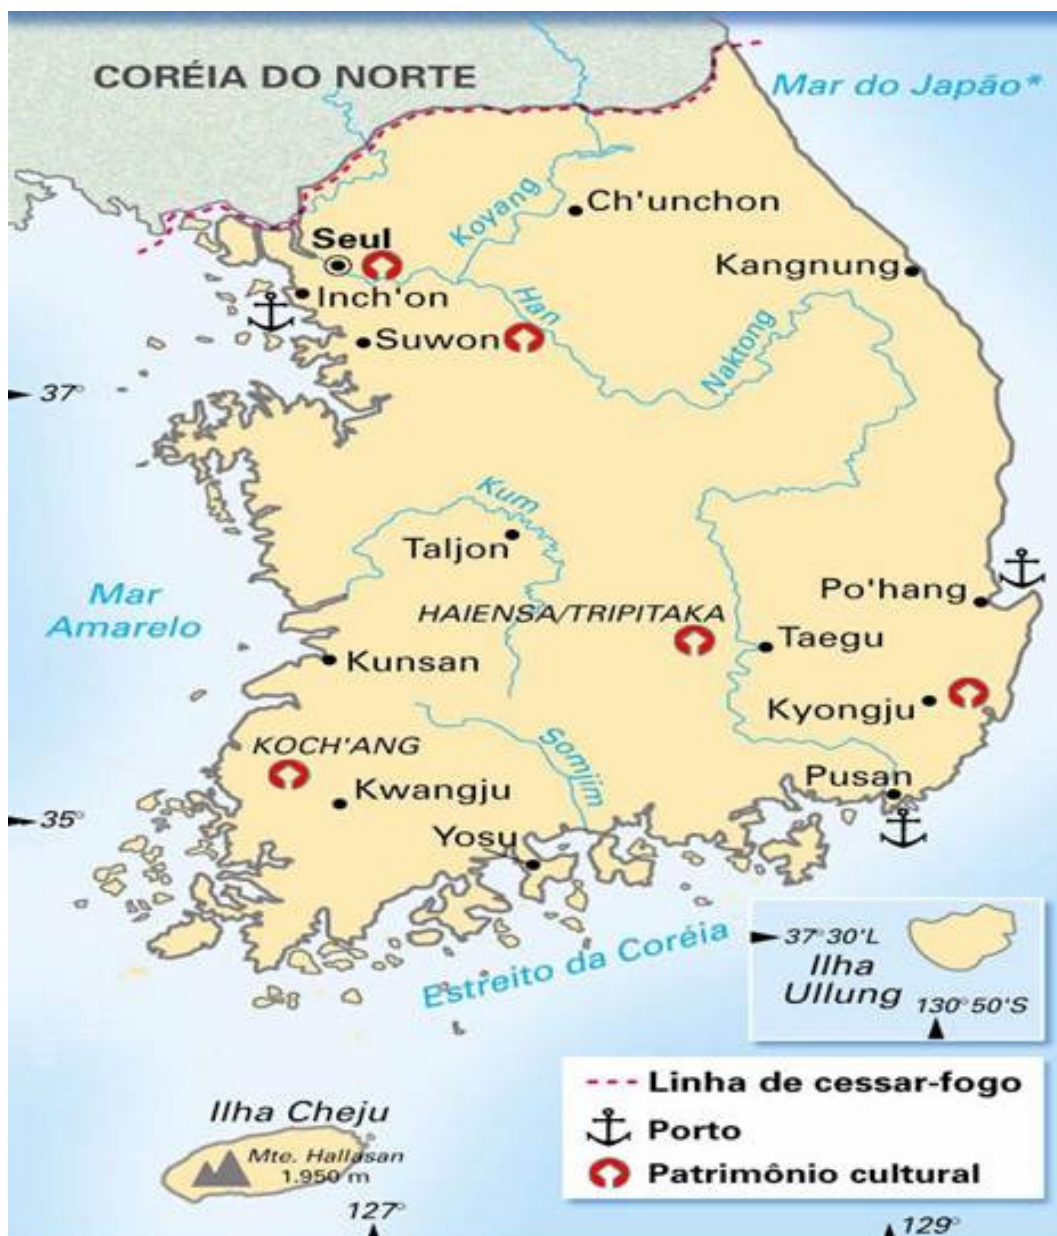 CORÉIA DO NORTE
Mar do Japão*
Koyang
Ch'unchon
Seul
Kangnung
Inch'on
Han
Suwon
Naktong
37°
Kum
Taljon
Mar
Amarelo
Po'hang
HAIENSA/TRIPITAKA
Taegu
Kunsan
Kyongju
KOCH'ANG
Somjim
Pusan
Kwangju
35°
Yosu
Estreito da Coréia
37°30'L
Ilha
Ullung
130°50'S
Linha de cessar-fogo
Porto
Patrimônio cultural
Ilha Cheju
Mte. Hallasan
1.950 m
127°
129°